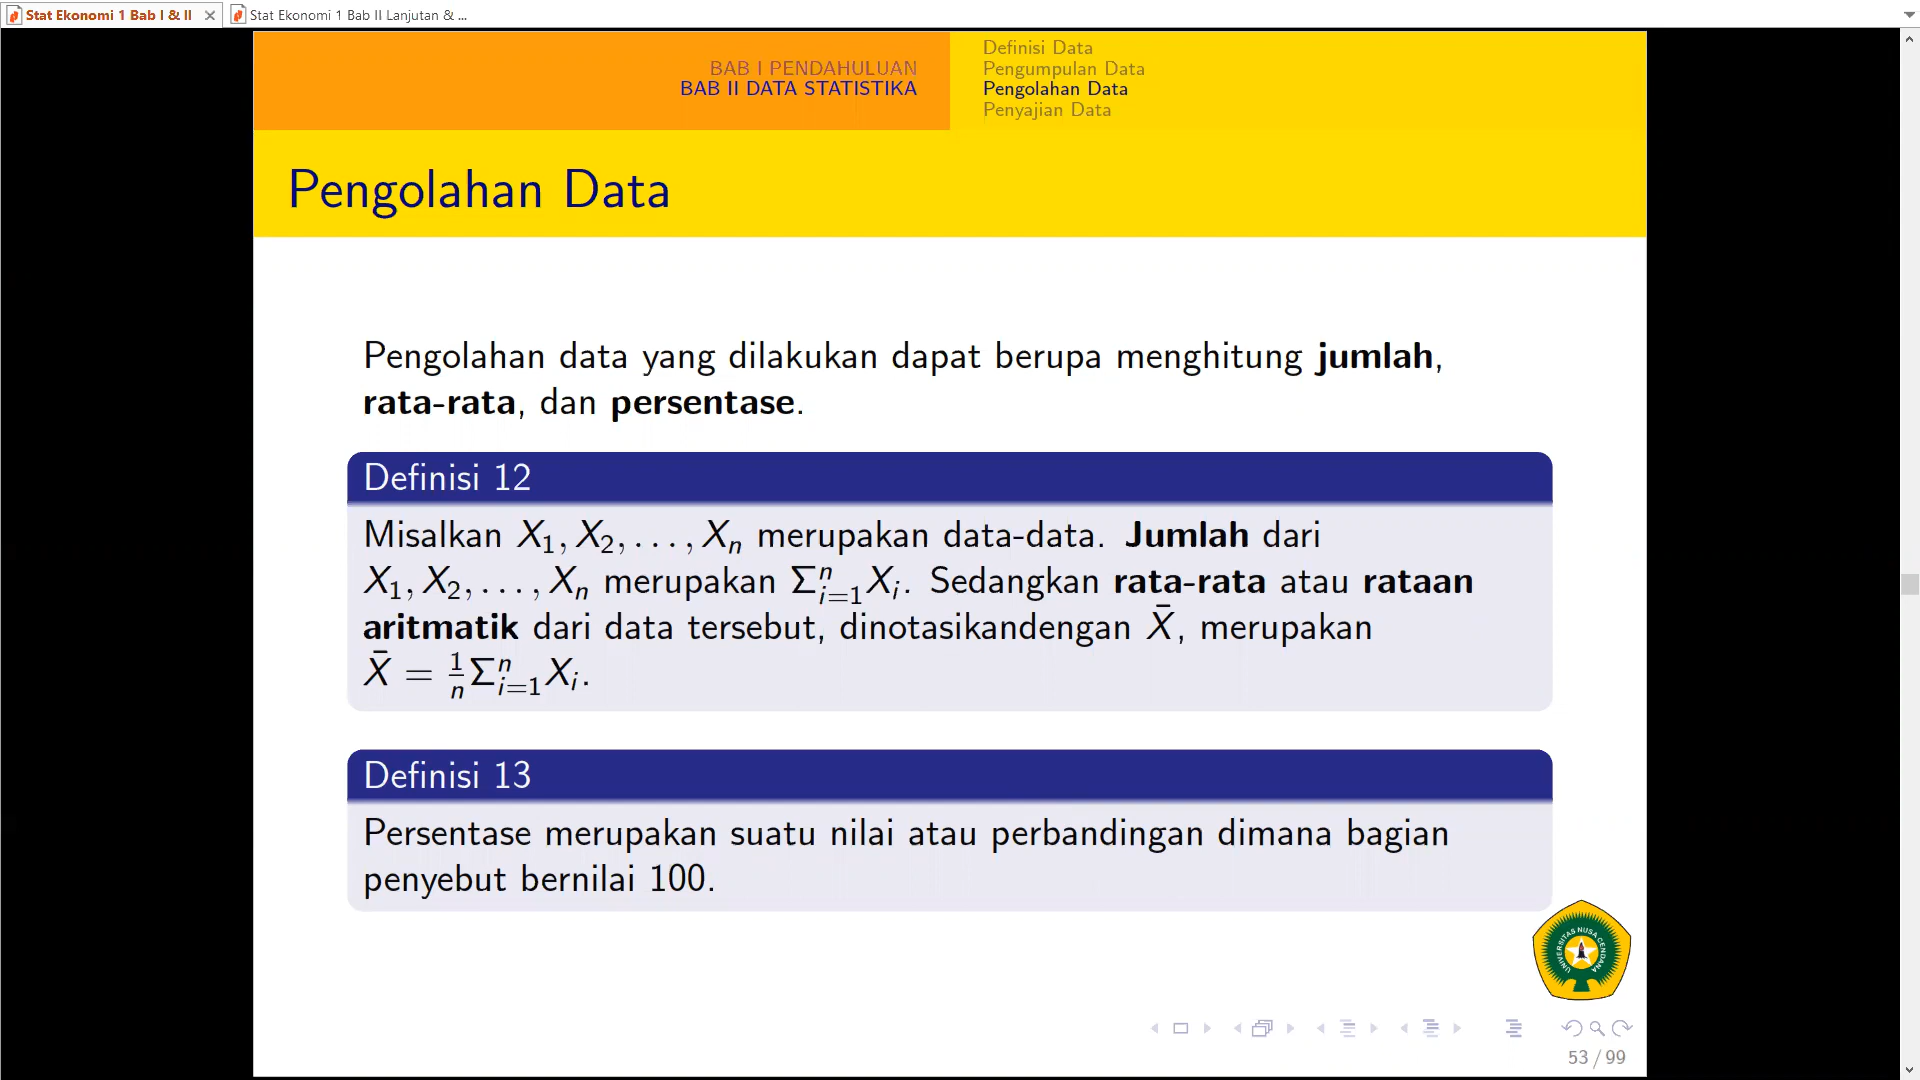 Stat Ekonomi 1 Bab I & II
Stat Ekonomi 1 Bab II Lanjutan & ...
BAB I PENDAHULUAN
BAB II DATA STATISTIKA
Definisi Data
Pengumpulan Data
Pengolahan Data
Penyajian Data
Pengolahan Data
Pengolahan data yang dilakukan dapat berupa menghitung jumlah,
rata-rata, dan persentase.
Definisi 12
Misalkan X₁, X₂, . . . , Xₙ merupakan data-data. Jumlah dari
X₁, X₂, . . . , Xₙ merupakan Σⁿᵢ₌₁Xᵢ. Sedangkan rata-rata atau rataan
aritmatik dari data tersebut, dinotasikandengan X̄, merupakan
X̄ = 1/n Σⁿᵢ₌₁Xᵢ.
Definisi 13
Persentase merupakan suatu nilai atau perbandingan dimana bagian
penyebut bernilai 100.
UNIVERSITAS NUSA CENDANA
53 / 99